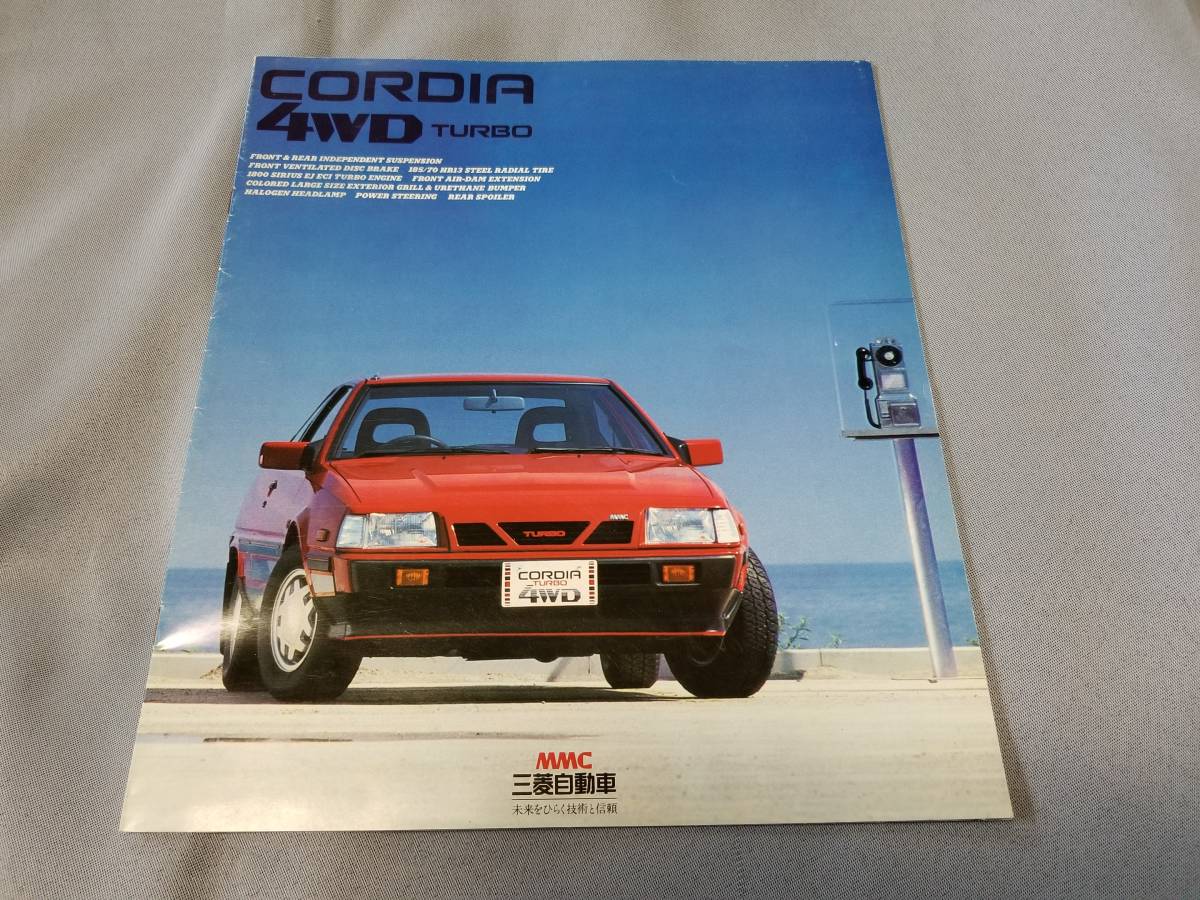 CORDIA
4WD TURBO
FRONT & REAR INDEPENDENT SUSPENSION
FRONT VENTILATED DISC BRAKE 185/70 HR13 STEEL RADIAL TIRE
1800 SIRIUS EJ ECI TURBO ENGINE FRONT AIR-DAM EXTENSION
COLORED LARGE SIZE EXTERIOR GRILL & URETHANE BUMPER
HALOGEN HEADLAMP POWER STEERING REAR SPOILER
MMC
TURBO
CORDIA
TURBO
4WD
MMC
三菱自動車
未来をひらく技術と信頼